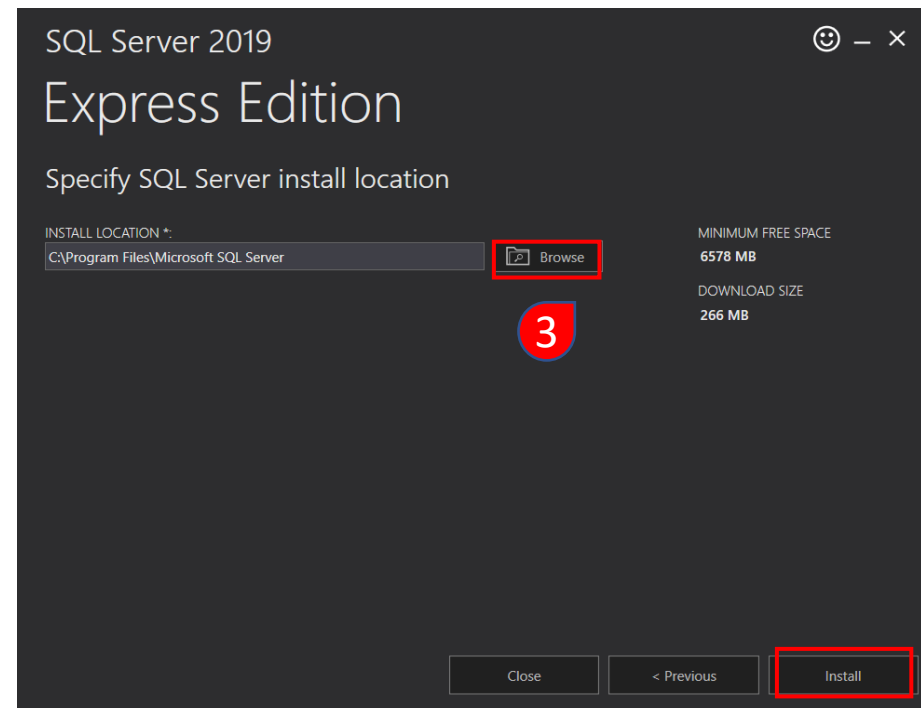 SQL Server 2019
Express Edition
Specify SQL Server install location
INSTALL LOCATION *:
C:\Program Files\Microsoft SQL Server
Browse
MINIMUM FREE SPACE
6578 MB
DOWNLOAD SIZE
266 MB
3
Close
< Previous
Install